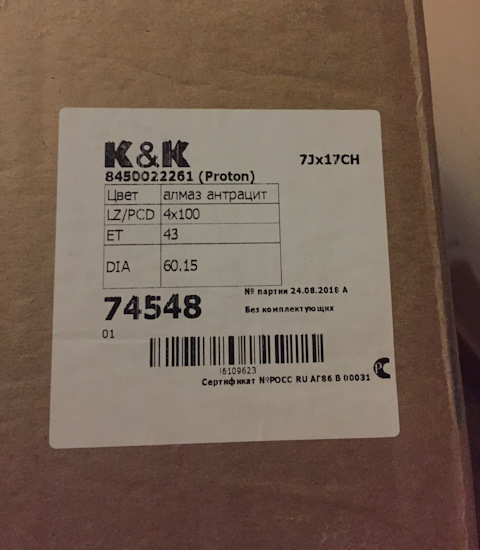 K&K 7Jx17CH
8450022261 (Proton)
Цвет алмаз антрацит
LZ/PCD 4x100
ET 43
DIA 60.15
74548 № партии 24.08.2018 А
Без комплектующих
01
I6109623
Сертификат №РОСС RU АГ86 В 00031